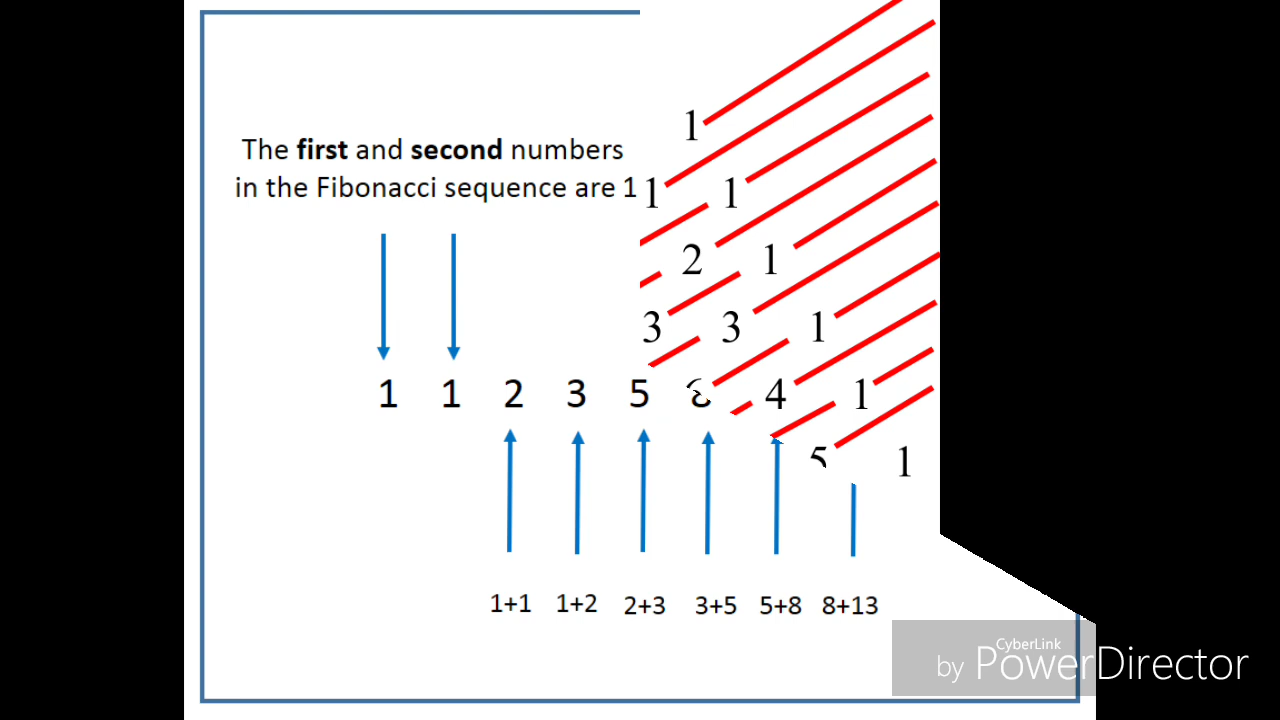 1
The first and second numbers
in the Fibonacci sequence are 1
1 1
2 1
3 3 1
1 1 2 3 5 4 1
5 1
1+1 1+2 2+3 3+5 5+8 8+13
CyberLink
by PowerDirector